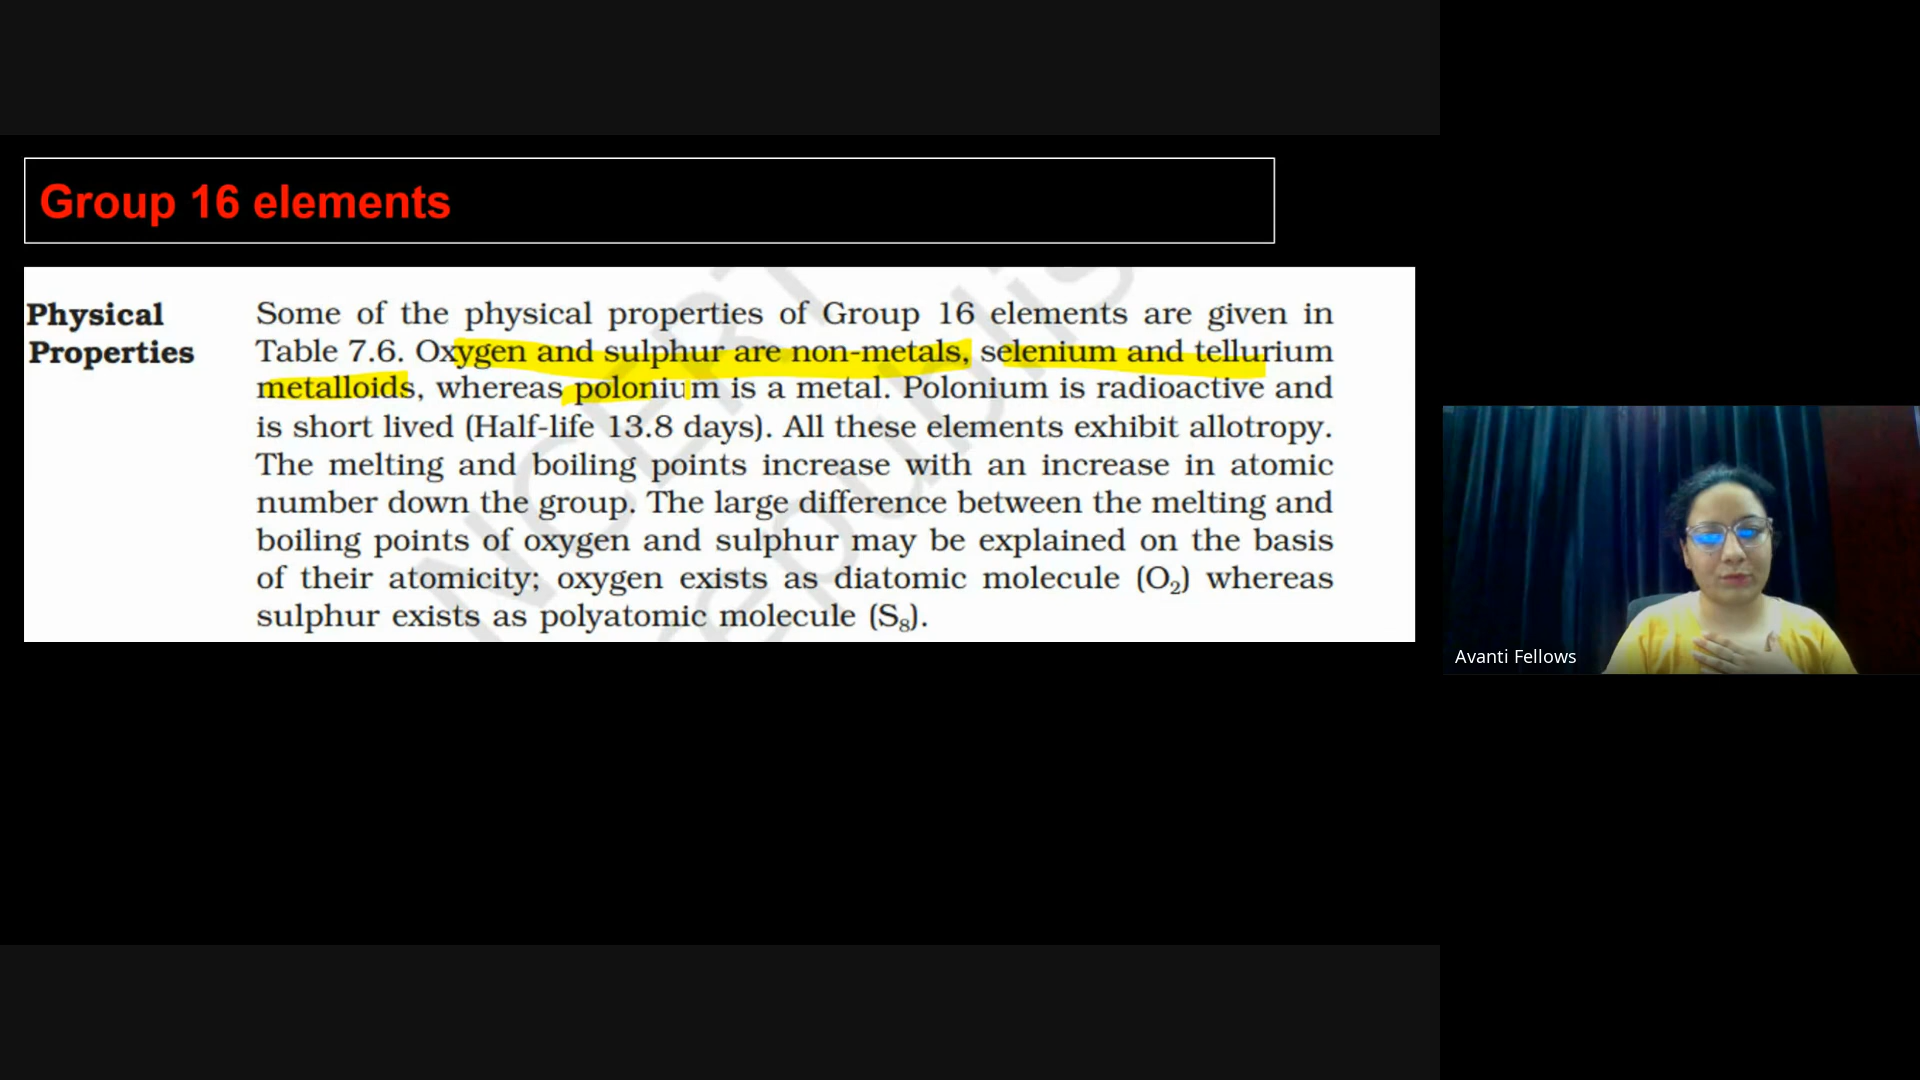 Group 16 elements
Physical
Properties
Some of the physical properties of Group 16 elements are given in
Table 7.6. Oxygen and sulphur are non-metals, selenium and tellurium
metalloids, whereas polonium is a metal. Polonium is radioactive and
is short lived (Half-life 13.8 days). All these elements exhibit allotropy.
The melting and boiling points increase with an increase in atomic
number down the group. The large difference between the melting and
boiling points of oxygen and sulphur may be explained on the basis
of their atomicity; oxygen exists as diatomic molecule (O₂) whereas
sulphur exists as polyatomic molecule (S₈).
NCERT
republis
Avanti Fellows